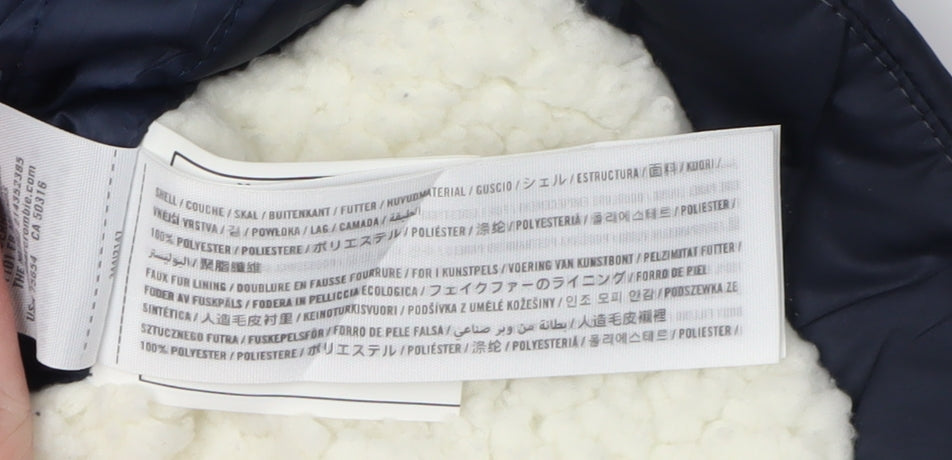 SHELL / COUCHE / SKAL / BUITENKANT / FUTTER / HUVUDMATERIAL / GUSCIO / シェル / ESTRUCTURA / 面料 / KUORI /
VNĚJŠÍ VRSTVA / 겉 / POWŁOKA / LAG / CAMADA / الطبقة
100% POLYESTER / POLIESTERE / ポリエステル / POLIÉSTER / 涤纶 / POLYESTERIÄ / 폴리에스테르 / POLIESTER /
البوليستر / 聚酯纖維
FAUX FUR LINING / DOUBLURE EN FAUSSE FOURRURE / FOR I KUNSTPELS / VOERING VAN KUNSTBONT / PELZIMITAT FUTTER /
FODER AV FUSKPÄLS / FODERA IN PELLICCIA ECOLOGICA / フェイクファーのライニング / FORRO DE PIEL
SINTÉTICA / 人造毛皮衬里 / KEINOTURKISVUORI / PODŠÍVKA Z UMĚLÉ KOŽEŠINY / 인조 모피 안감 / PODSZEWKA ZE
SZTUCZNEGO FUTRA / FUSKEPELSFÔR / FORRO DE PELE FALSA / بطانة من وبر صناعي / 人造毛皮襯裡
100% POLYESTER / POLIESTERE / ポリエステル / POLIÉSTER / 涤纶 / POLYESTERIÄ / 폴리에스테르 / POLIESTER /
CA 50316